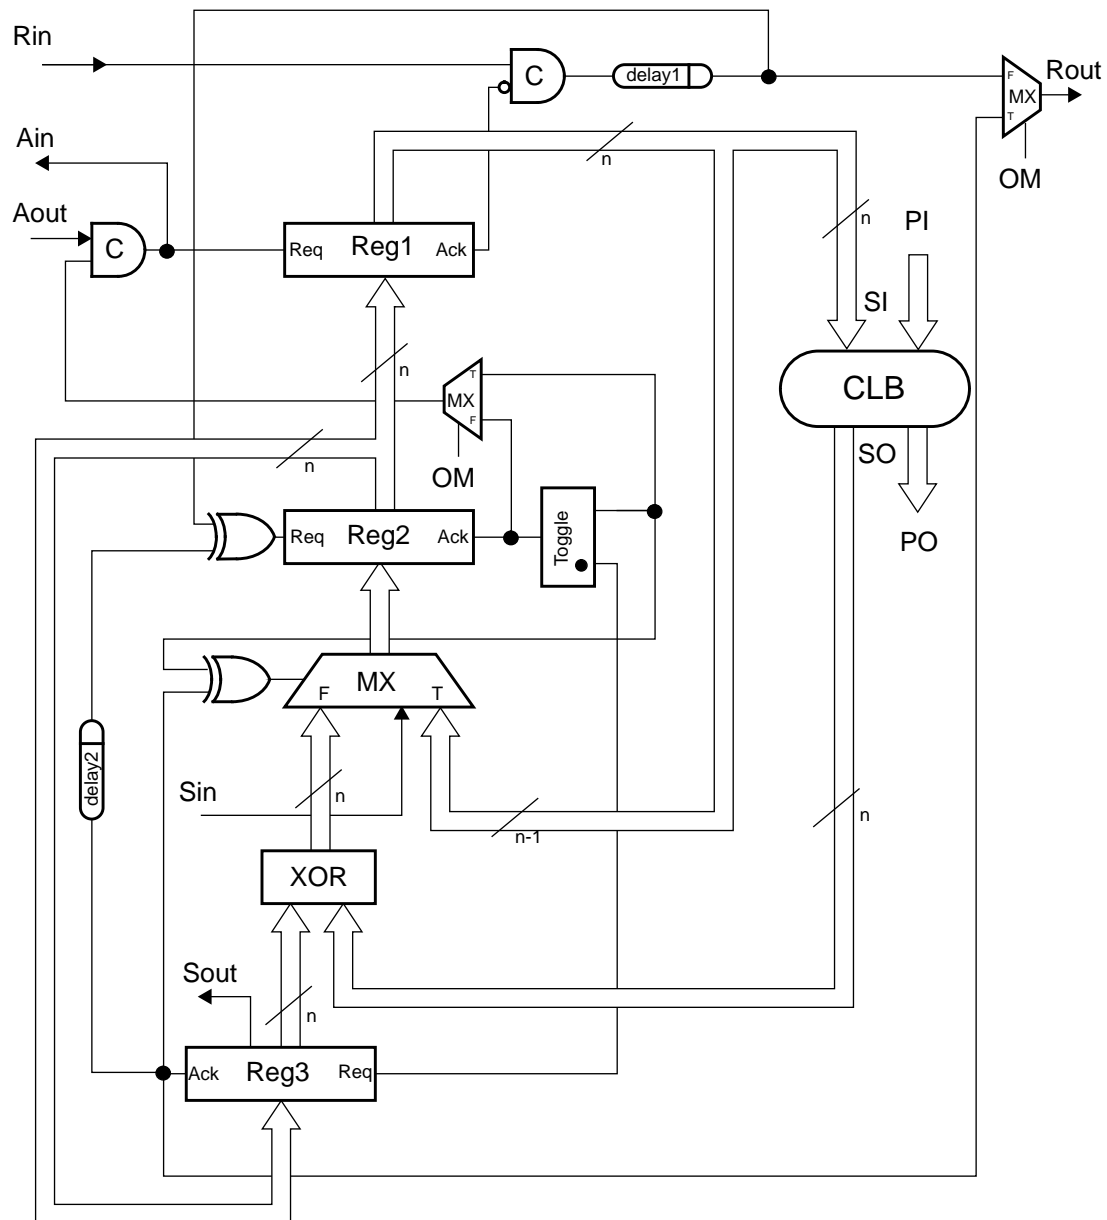 Rin
C
delay1
F
MX
T
Rout
OM
Ain
n
Aout
C
Req
Reg1
Ack
n
PI
SI
n
CLB
T
MX
F
OM
n
SO
PO
Req
Reg2
Ack
Toggle
F
MX
T
delay2
Sin
n
n-1
n
XOR
Sout
n
Ack
Reg3
Req